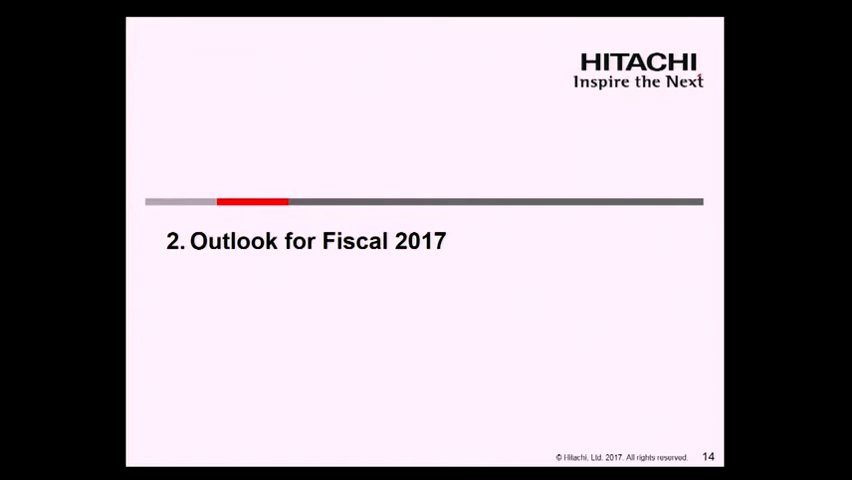 HITACHI
Inspire the Next
2. Outlook for Fiscal 2017
© Hitachi, Ltd. 2017. All rights reserved.
14